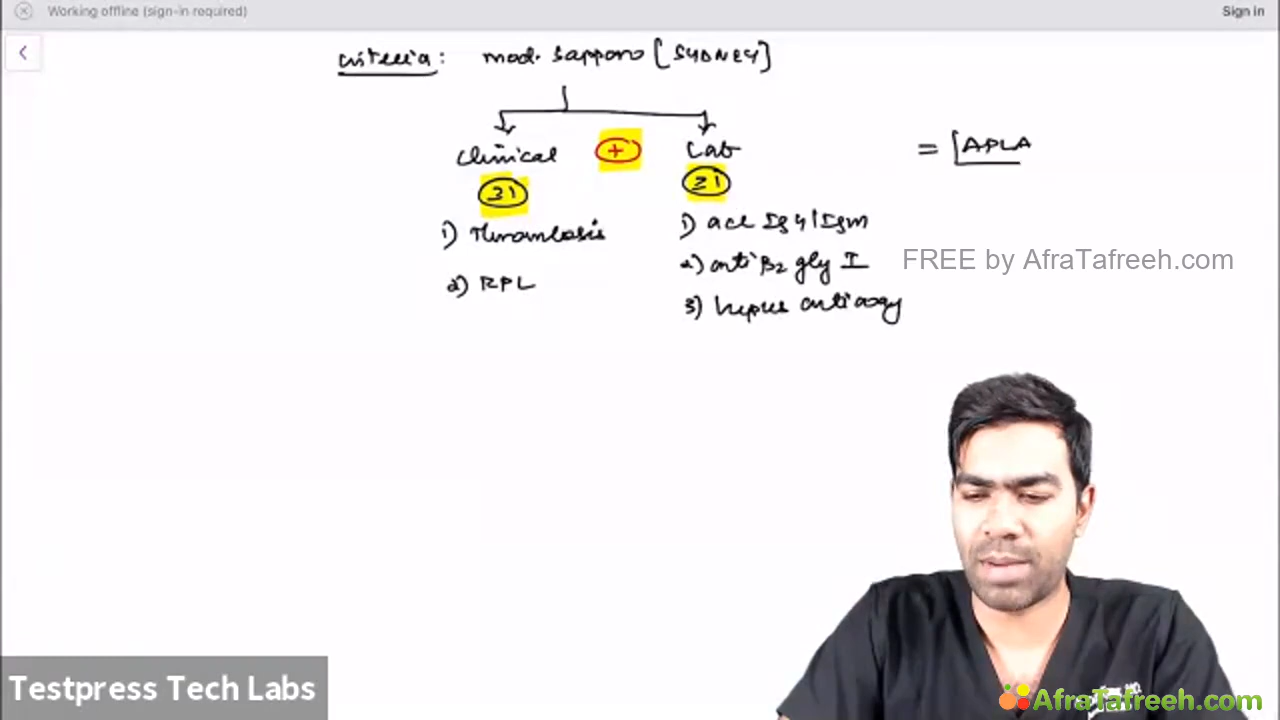 Working offline (sign-in required)
Sign in
criteria: mod. Sapporo [SYDNEY]
Clinical + Lab = APLA
≥1 ≥1
1) Thrombosis 1) acl IgG/IgM
2) RPL 2) anti β2 gly I
3) lupus anticoag
FREE by AfraTafreeh.com
Testpress Tech Labs
AfraTafreeh.com